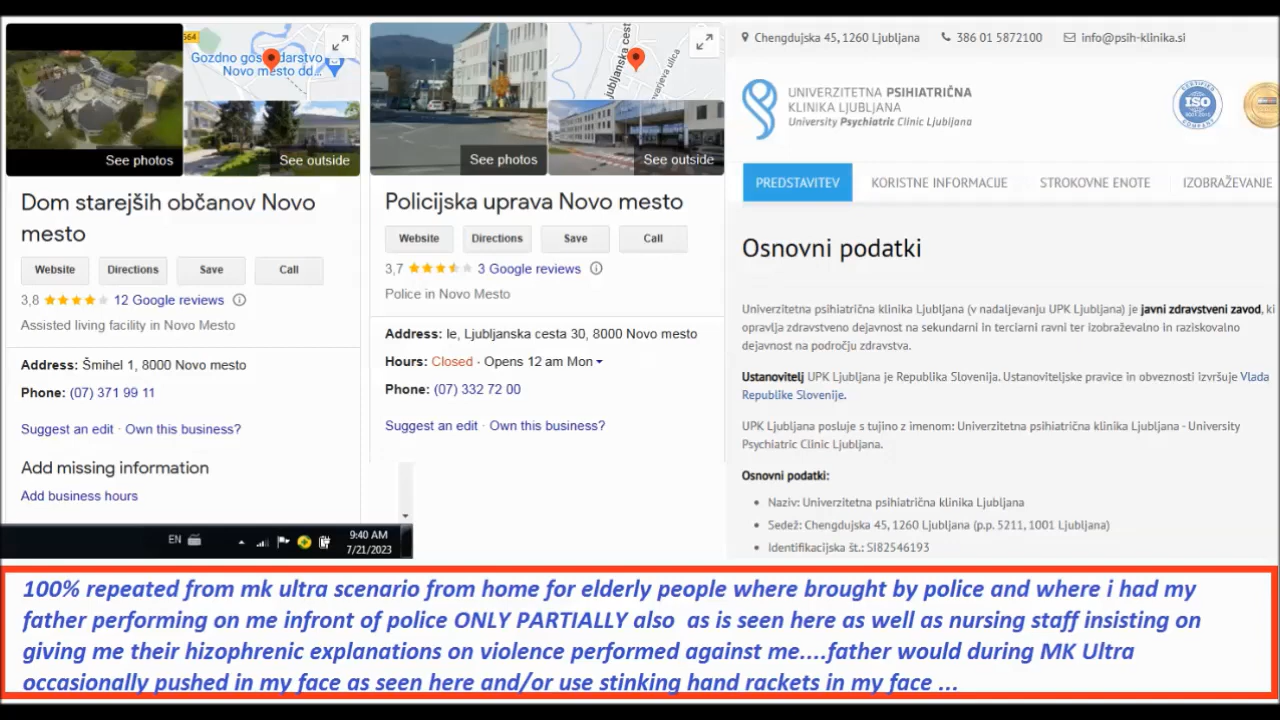 664
Gozdno gos
darstvo
Novo mesto dd...
See photos
See outside
Dom starejših občanov Novo
mesto
Website
Directions
Save
Call
3,8
12 Google reviews
Assisted living facility in Novo Mesto
Address: Šmihel 1, 8000 Novo mesto
Phone: (07) 371 99 11
Suggest an edit · Own this business?
Add missing information
Add business hours
EN
9:40 AM
7/21/2023
ljubljanska cesta
varjeva ulica
See photos
See outside
Policijska uprava Novo mesto
Website
Directions
Save
Call
3,7
3 Google reviews
Police in Novo Mesto
Address: le, Ljubljanska cesta 30, 8000 Novo mesto
Hours: Closed · Opens 12 am Mon
Phone: (07) 332 72 00
Suggest an edit · Own this business?
Chengdujska 45, 1260 Ljubljana
386 01 5872100
info@psih-klinika.si
UNIVERZITETNA PSIHIATRIČNA
KLINIKA LJUBLJANA
University Psychiatric Clinic Ljubljana
ISO
PREDSTAVITEV
KORISTNE INFORMACIJE
STROKOVNE ENOTE
IZOBRAŽEVANJE
Osnovni podatki
Univerzitetna psihiatrična klinika Ljubljana (v nadaljevanju UPK Ljubljana) je javni zdravstveni zavod, ki
opravlja zdravstveno dejavnost na sekundarni in terciarni ravni ter izobraževalno in raziskovalno
dejavnost na področju zdravstva.
Ustanovitelj UPK Ljubljana je Republika Slovenija. Ustanoviteljske pravice in obveznosti izvršuje Vlada
Republike Slovenije.
UPK Ljubljana posluje s tujino z imenom: Univerzitetna psihiatrična klinika Ljubljana - University
Psychiatric Clinic Ljubljana.
Osnovni podatki:
Naziv: Univerzitetna psihiatrična klinika Ljubljana
Sedež: Chengdujska 45, 1260 Ljubljana (p.p. 5211, 1001 Ljubljana)
Identifikacijska št.: SI82546193
100% repeated from mk ultra scenario from home for elderly people where brought by police and where i had my
father performing on me infront of police ONLY PARTIALLY also as is seen here as well as nursing staff insisting on
giving me their hizophrenic explanations on violence performed against me....father would during MK Ultra
occasionally pushed in my face as seen here and/or use stinking hand rackets in my face ...